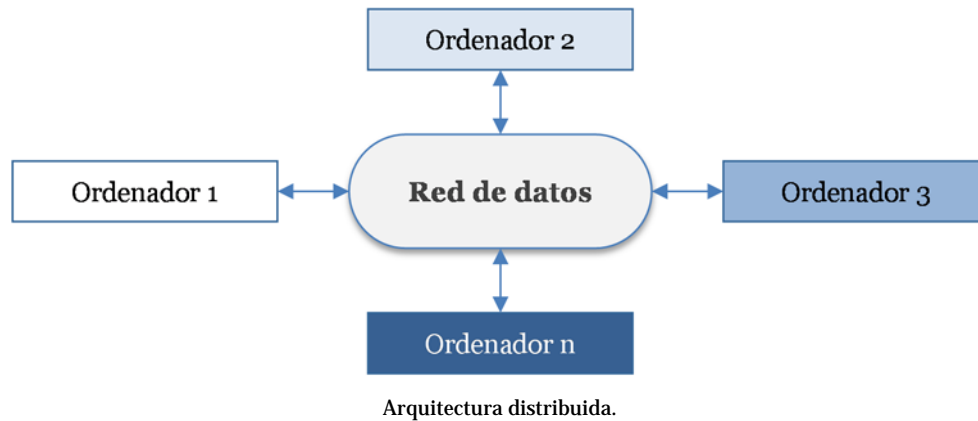 Ordenador 2
Ordenador 1
Red de datos
Ordenador 3
Ordenador n
Arquitectura distribuida.